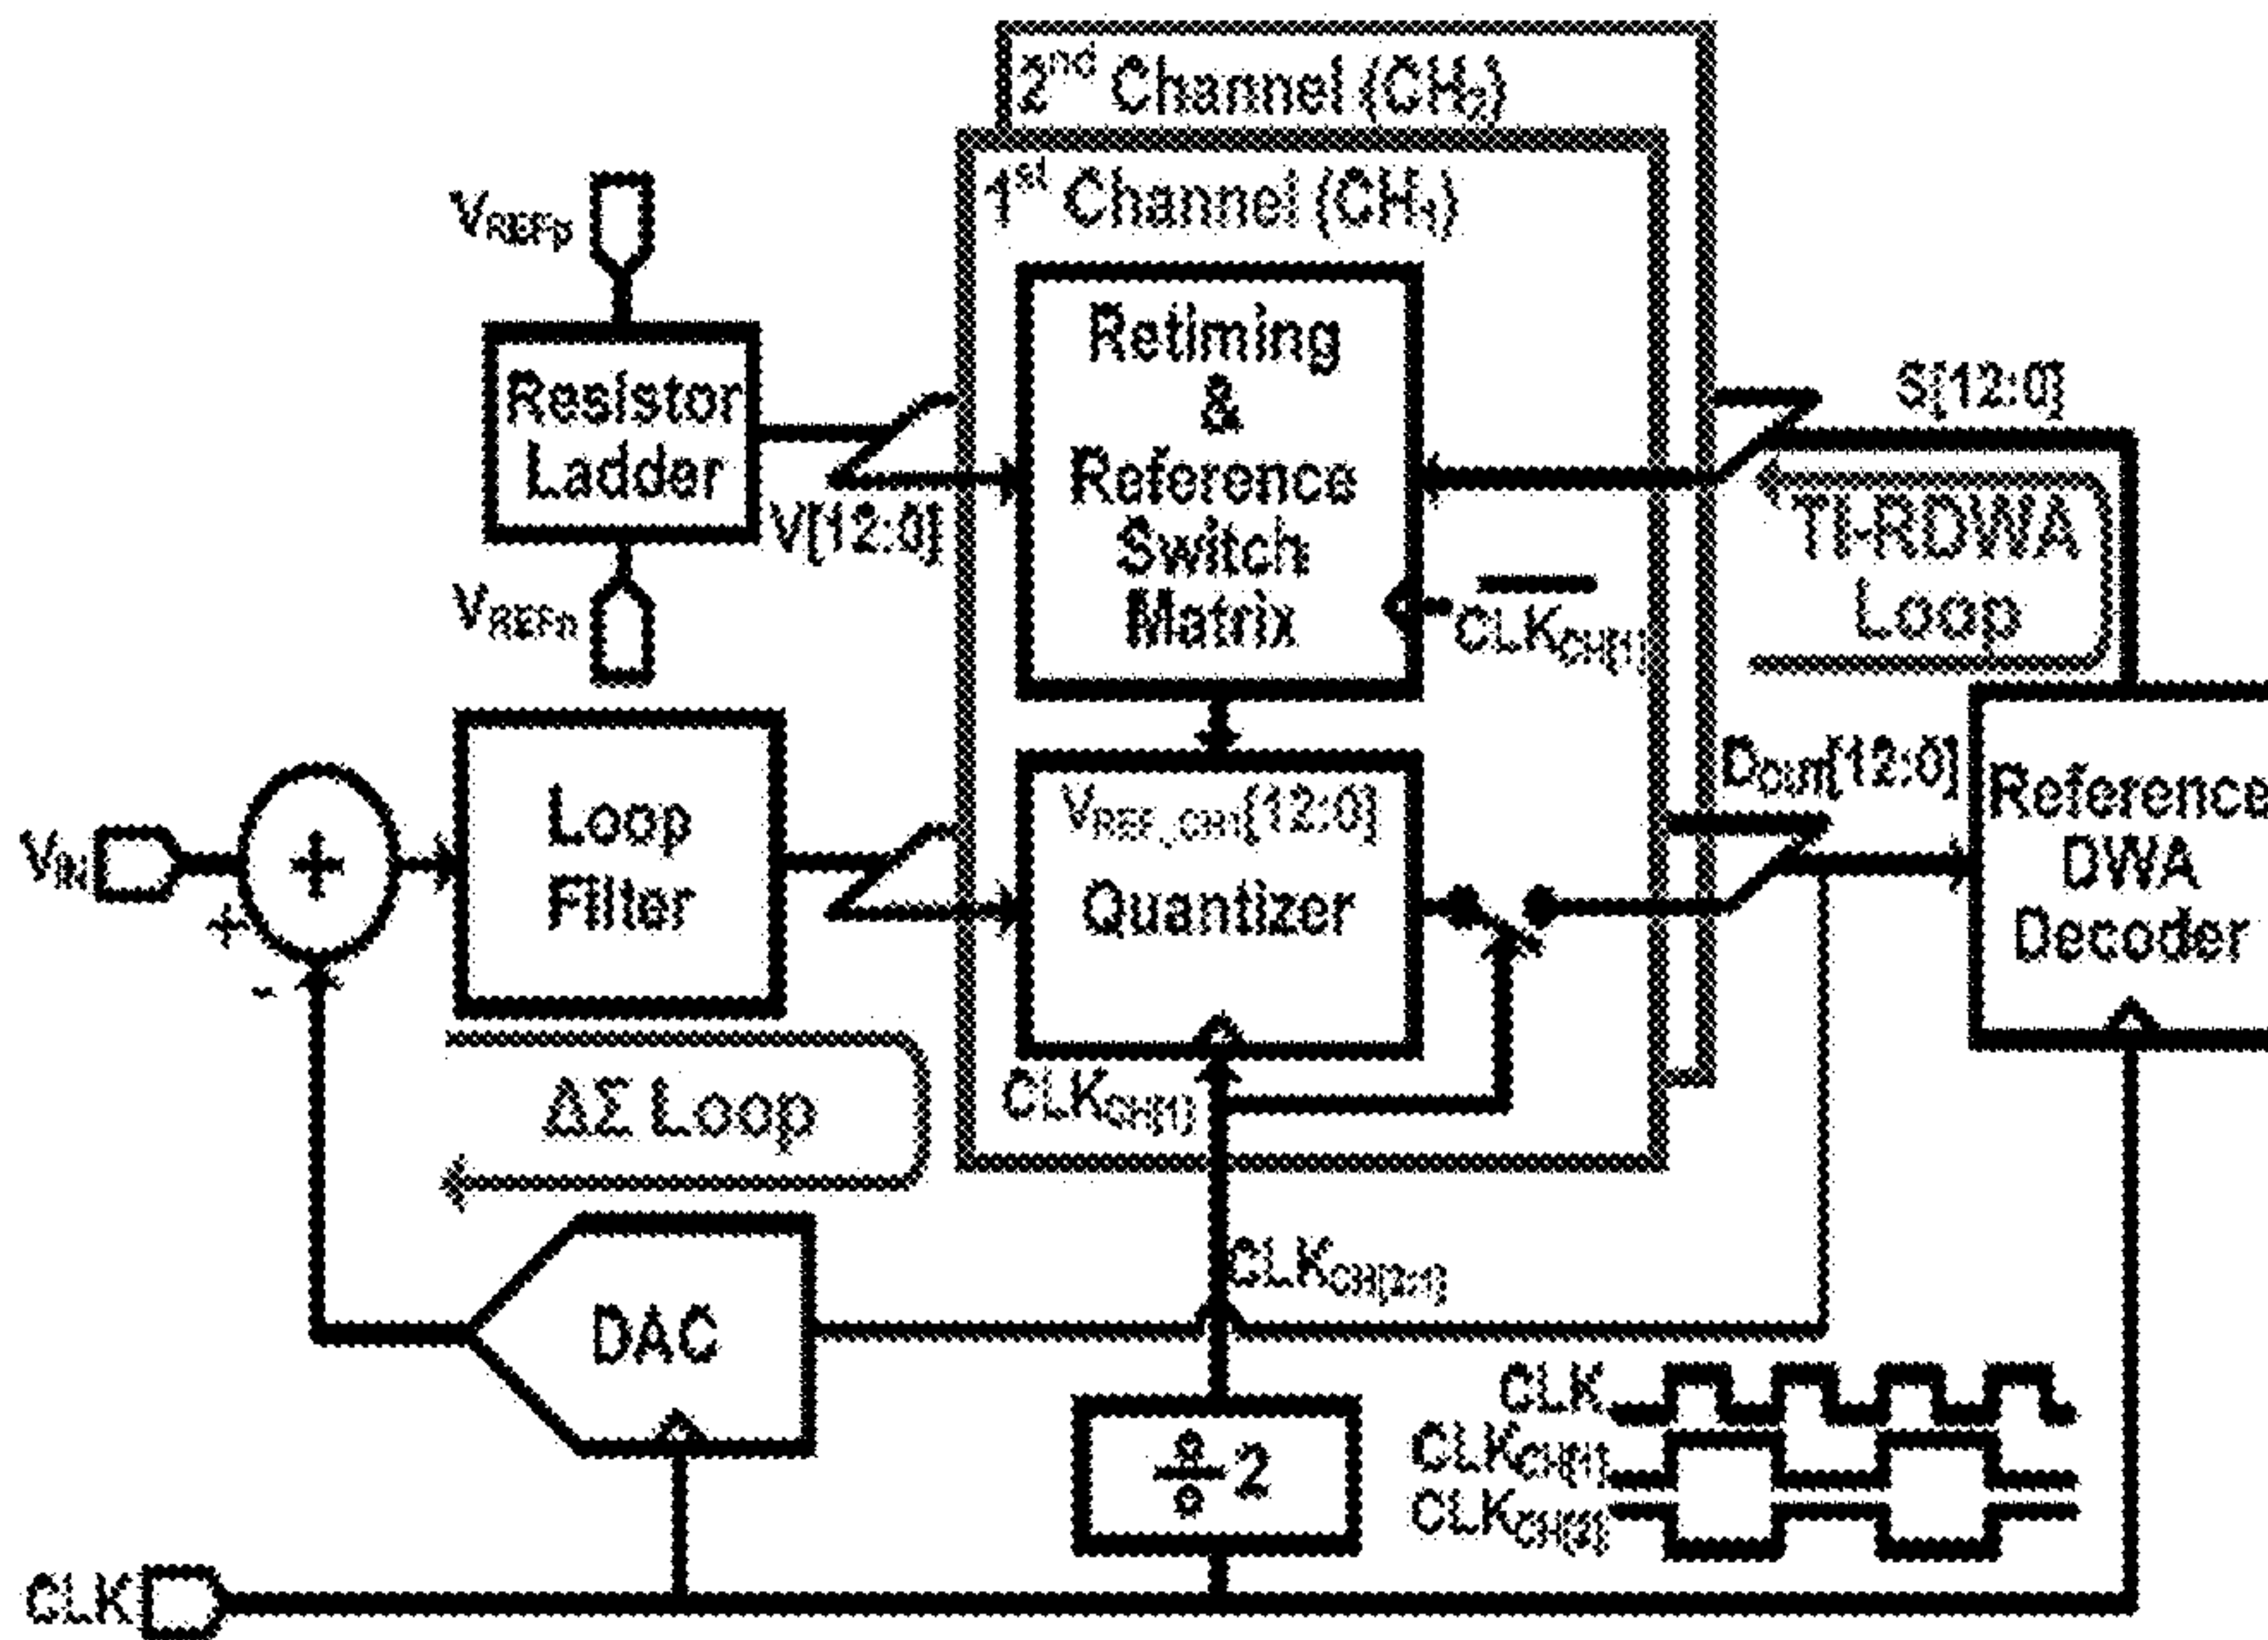 2nd Channel (CH2)
1st Channel (CH1)
VREFp
Resistor
Ladder
V[12:0]
VREFn
Retiming
&
Reference
Switch
Matrix
CLKCH[1]
S[12:0]
TI-RDWA
Loop
VIN
+
+
-
Loop
Filter
VREF_CH1[12:0]
Quantizer
DOUT[12:0]
Reference
DWA
Decoder
CLKCH[1]
ΔΣ Loop
CLKCH[2:1]
DAC
÷2
CLK
CLKCH[1]
CLKCH[2]
CLK